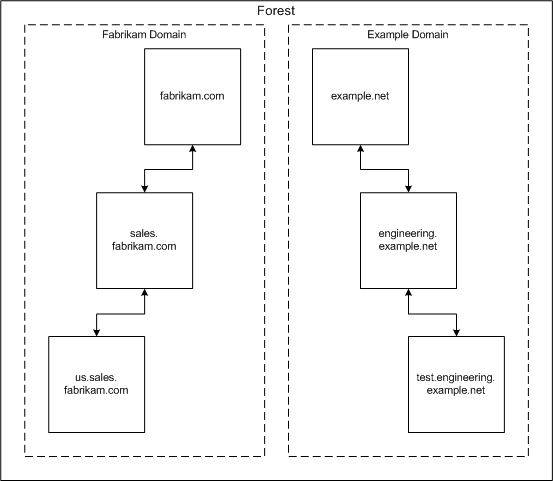 Forest
Fabrikam Domain
fabrikam.com
sales.
fabrikam.com
us.sales.
fabrikam.com
Example Domain
example.net
engineering.
example.net
test.engineering.
example.net